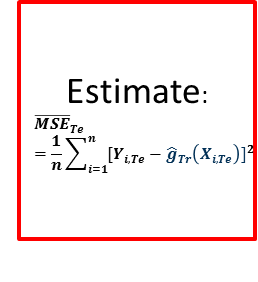 Estimate:
$\overline{MSE}_{Te}$
$= \frac{1}{n} \sum_{i=1}^{n} [Y_{i,Te} - \hat{g}_{Tr}(X_{i,Te})]^2$